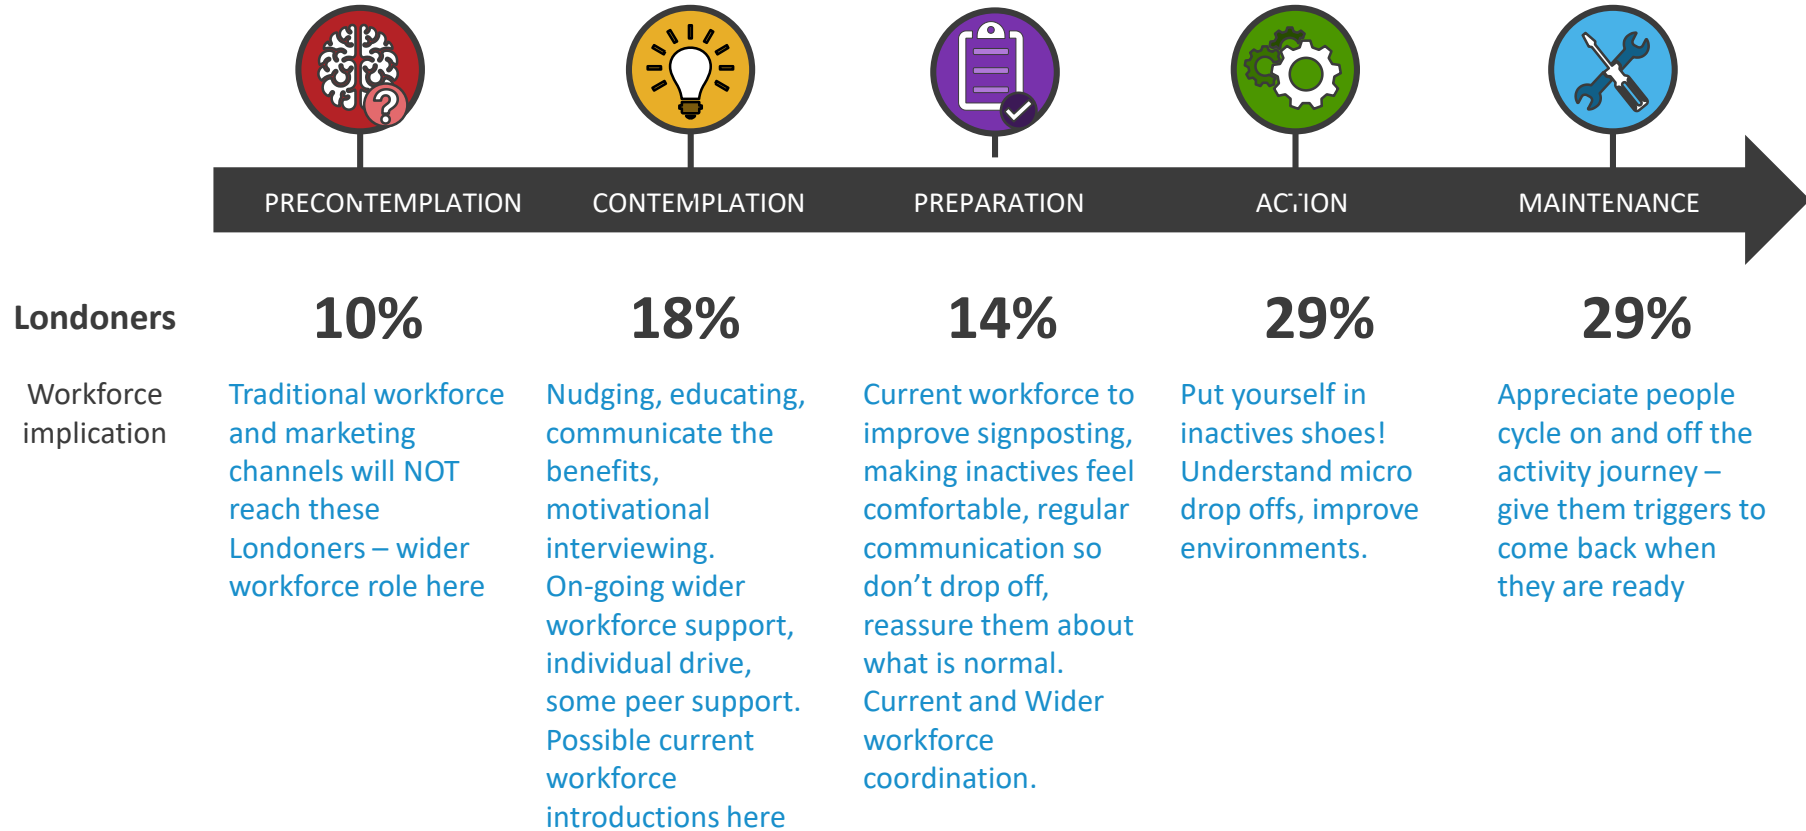 PRECONTEMPLATION
CONTEMPLATION
PREPARATION
ACTION
MAINTENANCE
Londoners
10%
18%
14%
29%
29%
Workforce
implication
Traditional workforce
and marketing
channels will NOT
reach these
Londoners – wider
workforce role here
Nudging, educating,
communicate the
benefits,
motivational
interviewing.
On-going wider
workforce support,
individual drive,
some peer support.
Possible current
workforce
introductions here
Current workforce to
improve signposting,
making inactives feel
comfortable, regular
communication so
don’t drop off,
reassure them about
what is normal.
Current and Wider
workforce
coordination.
Put yourself in
inactives shoes!
Understand micro
drop offs, improve
environments.
Appreciate people
cycle on and off the
activity journey –
give them triggers to
come back when
they are ready